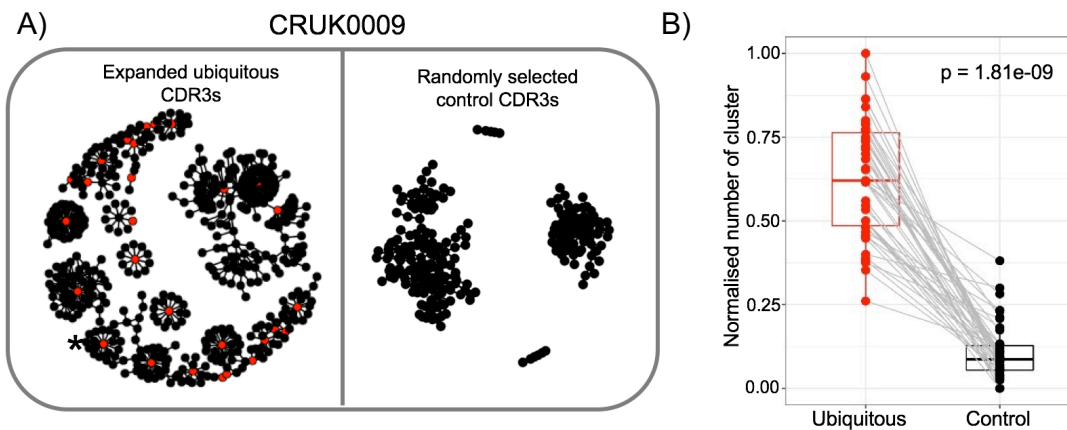 A)
CRUK0009
Expanded ubiquitous
CDR3s
Randomly selected
control CDR3s
*
B)
Normalised number of cluster
1.00
0.75
0.50
0.25
0.00
p = 1.81e-09
Ubiquitous
Control